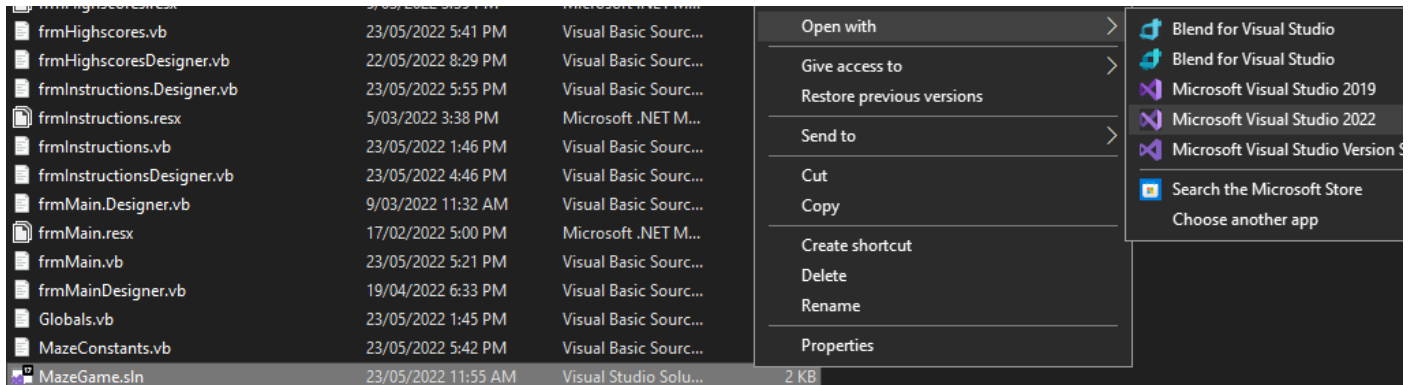 frmHighscores.vb 23/05/2022 5:41 PM Visual Basic Sourc...
frmHighscoresDesigner.vb 22/05/2022 8:29 PM Visual Basic Sourc...
frmInstructions.Designer.vb 23/05/2022 5:55 PM Visual Basic Sourc...
frmInstructions.resx 5/03/2022 3:38 PM Microsoft .NET M...
frmInstructions.vb 23/05/2022 1:46 PM Visual Basic Sourc...
frmInstructionsDesigner.vb 23/05/2022 4:46 PM Visual Basic Sourc...
frmMain.Designer.vb 9/03/2022 11:32 AM Visual Basic Sourc...
frmMain.resx 17/02/2022 5:00 PM Microsoft .NET M...
frmMain.vb 23/05/2022 5:21 PM Visual Basic Sourc...
frmMainDesigner.vb 19/04/2022 6:33 PM Visual Basic Sourc...
Globals.vb 23/05/2022 1:45 PM Visual Basic Sourc...
MazeConstants.vb 23/05/2022 5:42 PM Visual Basic Sourc...
MazeGame.sln 23/05/2022 11:55 AM Visual Studio Solu... 2 KB
Open with
Give access to
Restore previous versions
Send to
Cut
Copy
Create shortcut
Delete
Rename
Properties
Blend for Visual Studio
Blend for Visual Studio
Microsoft Visual Studio 2019
Microsoft Visual Studio 2022
Microsoft Visual Studio Version S
Search the Microsoft Store
Choose another app